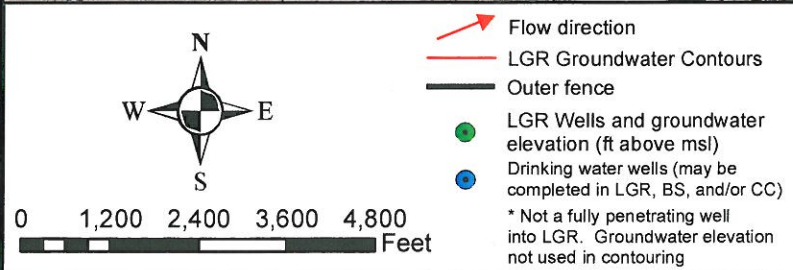 N
W E
S
0 1,200 2,400 3,600 4,800
Feet
Flow direction
LGR Groundwater Contours
Outer fence
LGR Wells and groundwater
elevation (ft above msl)
Drinking water wells (may be
completed in LGR, BS, and/or CC)
* Not a fully penetrating well
into LGR. Groundwater elevation
not used in contouring